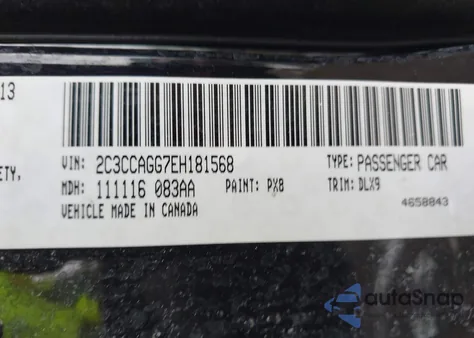 13
VIN: 2C3CCAGG7EH181568 TYPE: PASSENGER CAR
ETY,
MDH: 111116 083AA PAINT: PX8 TRIM: DLX9
VEHICLE MADE IN CANADA 4658843
autoSnap